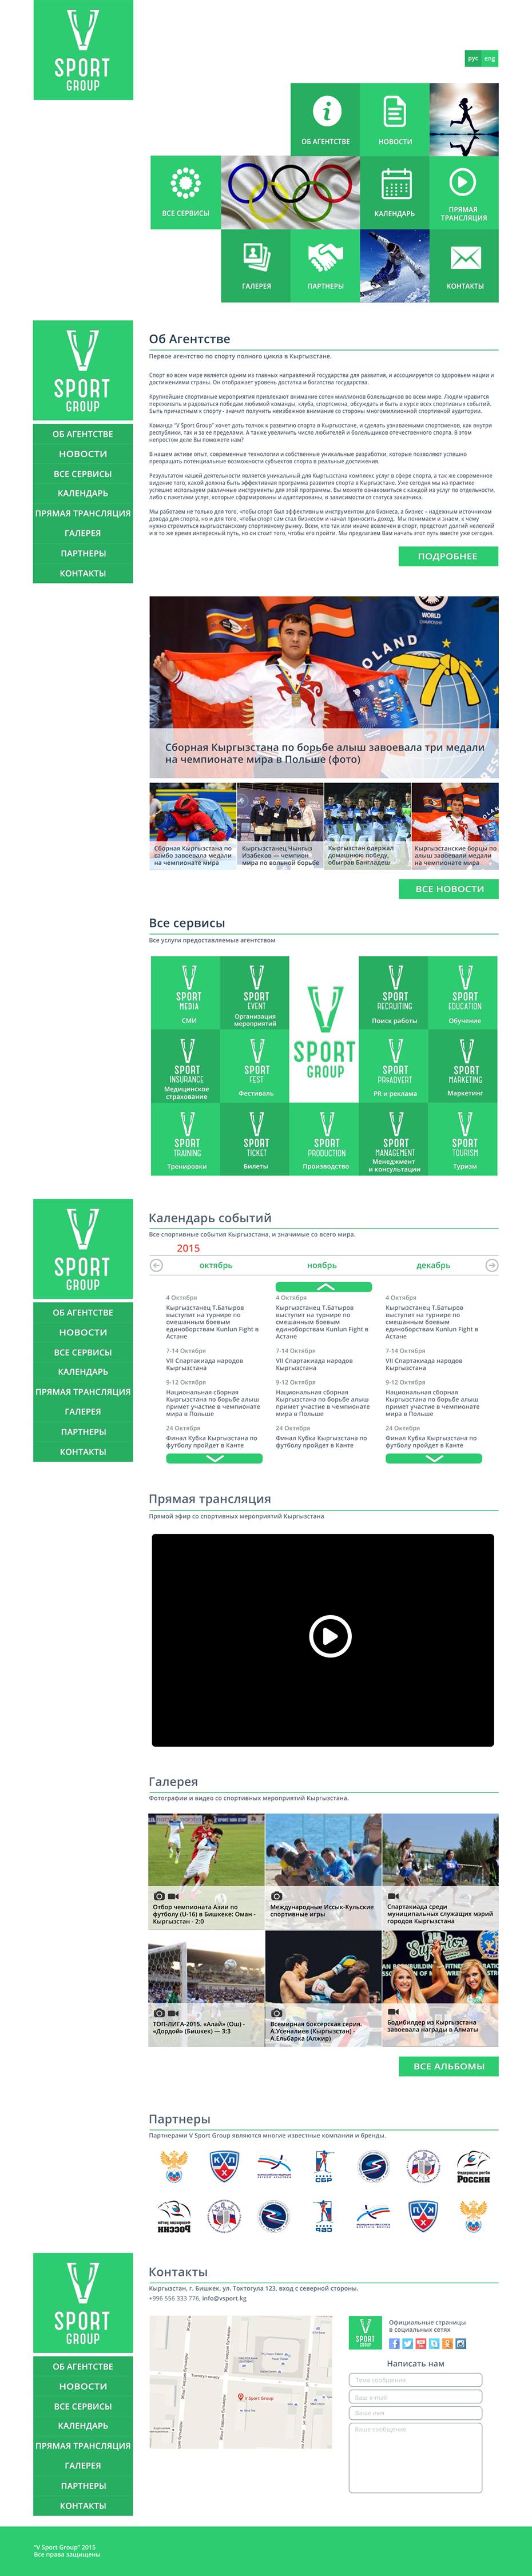 V
SPORT
GROUP
рус eng
ОБ АГЕНТСТВЕ
НОВОСТИ
ВСЕ СЕРВИСЫ
КАЛЕНДАРЬ
ПРЯМАЯ
ТРАНСЛЯЦИЯ
ГАЛЕРЕЯ
ПАРТНЕРЫ
КОНТАКТЫ
SPORT
GROUP
ОБ АГЕНТСТВЕ
НОВОСТИ
ВСЕ СЕРВИСЫ
КАЛЕНДАРЬ
ПРЯМАЯ ТРАНСЛЯЦИЯ
ГАЛЕРЕЯ
ПАРТНЕРЫ
КОНТАКТЫ
Об Агентстве
Первое агентство по спорту полного цикла в Кыргызстане.
Спорт во всем мире является одним из главных направлений государства для развития, и ассоциируется со здоровьем нации и
достижениями страны. Он отображает уровень достатка и богатства государства.
Крупнейшие спортивные мероприятия привлекают внимание сотен миллионов болельщиков во всем мире. Людям нравится
переживать и радоваться победам любимой команды, клуба, спортсмена, обсуждать и быть в курсе всех спортивных событий.
Быть причастным к спорту - значит получить неизбежное внимание со стороны многомиллионной спортивной аудитории.
Команда "V Sport Group" хочет дать толчок к развитию спорта в Кыргызстане, и сделать узнаваемыми спортсменов, как внутри
республики, так и за ее пределами. А также увеличить число любителей и болельщиков отечественного спорта. В этом
непростом деле Вы поможете нам?
В нашем активе опыт, современные технологии и собственные уникальные разработки, которые позволяют успешно
превращать потенциальные возможности субъектов спорта в реальные достижения.
Результатом нашей деятельности является уникальный для Кыргызстана комплекс услуг в сфере спорта, а так же современное
видение того, какой должна быть эффективная программа развития спорта в Кыргызстане. Уже сегодня мы на практике
успешно используем различные инструменты для этой программы. Вы можете ознакомиться с каждой из услуг по отдельности,
либо с пакетами услуг, которые сформированы и адаптированы, в зависимости от статуса заказчика.
Мы работаем не только для того, чтобы спорт был эффективным инструментом для бизнеса, а бизнес – надежным источником
дохода для спорта, но и для того, чтобы спорт сам стал бизнесом и начал приносить доход. Мы понимаем и знаем, к чему
нужно стремиться кыргызстанскому спортивному рынку. Всем, кто так или иначе вовлечен в спорт, предстоит долгий нелегкий
и в то же время интересный путь, но он стоит того, чтобы его пройти. Мы предлагаем Вам начать этот путь вместе уже сегодня.
ПОДРОБНЕЕ
WORLD
OLAND
Сборная Кыргызстана по борьбе алыш завоевала три медали
на чемпионате мира в Польше (фото)
Сборная Кыргызстана по
самбо завоевала медали
на чемпионате мира
Кыргызстанец Чынгыз
Изабеков — чемпион
мира по вольной борьбе
Кыргызстан одержал
домашнюю победу,
обыграв Бангладеш
Кыргызстанские борцы по
алыш завоевали медали
на чемпионате мира
ВСЕ НОВОСТИ
Все сервисы
Все услуги предоставляемые агентством
SPORT
MEDIA
СМИ
SPORT
EVENT
Организация
мероприятий
SPORT
GROUP
SPORT
RECRUITING
Поиск работы
SPORT
EDUCATION
Обучение
SPORT
INSURANCE
Медицинское
страхование
SPORT
FEST
Фестиваль
SPORT
PR&ADVERT
PR и реклама
SPORT
MARKETING
Маркетинг
SPORT
TRAINING
Тренировки
SPORT
TICKET
Билеты
SPORT
PRODUCTION
Производство
SPORT
MANAGEMENT
Менеджмент
и консультации
SPORT
TOURISM
Туризм
SPORT
GROUP
ОБ АГЕНТСТВЕ
НОВОСТИ
ВСЕ СЕРВИСЫ
КАЛЕНДАРЬ
ПРЯМАЯ ТРАНСЛЯЦИЯ
ГАЛЕРЕЯ
ПАРТНЕРЫ
КОНТАКТЫ
Календарь событий
Все спортивные события Кыргызстана, и значимые со всего мира.
2015
октябрь
ноябрь
декабрь
4 Октября
Кыргызстанец Т.Батыров
выступит на турнире по
смешанным боевым
единоборствам Kunlun Fight в
Астане
7-14 Октября
VII Спартакиада народов
Кыргызстана
9-12 Октября
Национальная сборная
Кыргызстана по борьбе алыш
примет участие в чемпионате
мира в Польше
24 Октября
Финал Кубка Кыргызстана по
футболу пройдет в Канте
4 Октября
Кыргызстанец Т.Батыров
выступит на турнире по
смешанным боевым
единоборствам Kunlun Fight в
Астане
7-14 Октября
VII Спартакиада народов
Кыргызстана
9-12 Октября
Национальная сборная
Кыргызстана по борьбе алыш
примет участие в чемпионате
мира в Польше
24 Октября
Финал Кубка Кыргызстана по
футболу пройдет в Канте
4 Октября
Кыргызстанец Т.Батыров
выступит на турнире по
смешанным боевым
единоборствам Kunlun Fight в
Астане
7-14 Октября
VII Спартакиада народов
Кыргызстана
9-12 Октября
Национальная сборная
Кыргызстана по борьбе алыш
примет участие в чемпионате
мира в Польше
24 Октября
Финал Кубка Кыргызстана по
футболу пройдет в Канте
Прямая трансляция
Прямой эфир со спортивных мероприятий Кыргызстана
Галерея
Фотографии и видео со спортивных мероприятий Кыргызстана.
Отбор чемпионата Азии по
футболу (U-16) в Бишкеке: Оман -
Кыргызстан - 2:0
Международные Иссык-Кульские
спортивные игры
Спартакиада среди
муниципальных служащих мэрий
городов Кыргызстана
ТОП-ЛИГА-2015. «Алай» (Ош) -
«Дордой» (Бишкек) — 3:3
Всемирная боксерская серия.
А.Усеналиев (Кыргызстан) -
А.Ельбарка (Алжир)
Бодибилдер из Кыргызстана
завоевала награды в Алматы
ВСЕ АЛЬБОМЫ
Партнеры
Партнерами V Sport Group являются многие известные компании и бренды.
КХЛ
СБР
России
SPORT
GROUP
ОБ АГЕНТСТВЕ
НОВОСТИ
ВСЕ СЕРВИСЫ
КАЛЕНДАРЬ
ПРЯМАЯ ТРАНСЛЯЦИЯ
ГАЛЕРЕЯ
ПАРТНЕРЫ
КОНТАКТЫ
Контакты
Кыргызстан, г. Бишкек, ул. Токтогула 123, вход с северной стороны.
+996 556 333 776, info@vsport.kg
V Sport Group
SPORT
GROUP
Официальные страницы
в социальных сетях
Написать нам
Тема сообщения
Ваш e-mail
Ваше имя
Ваше сообщение
"V Sport Group" 2015
Все права защищены